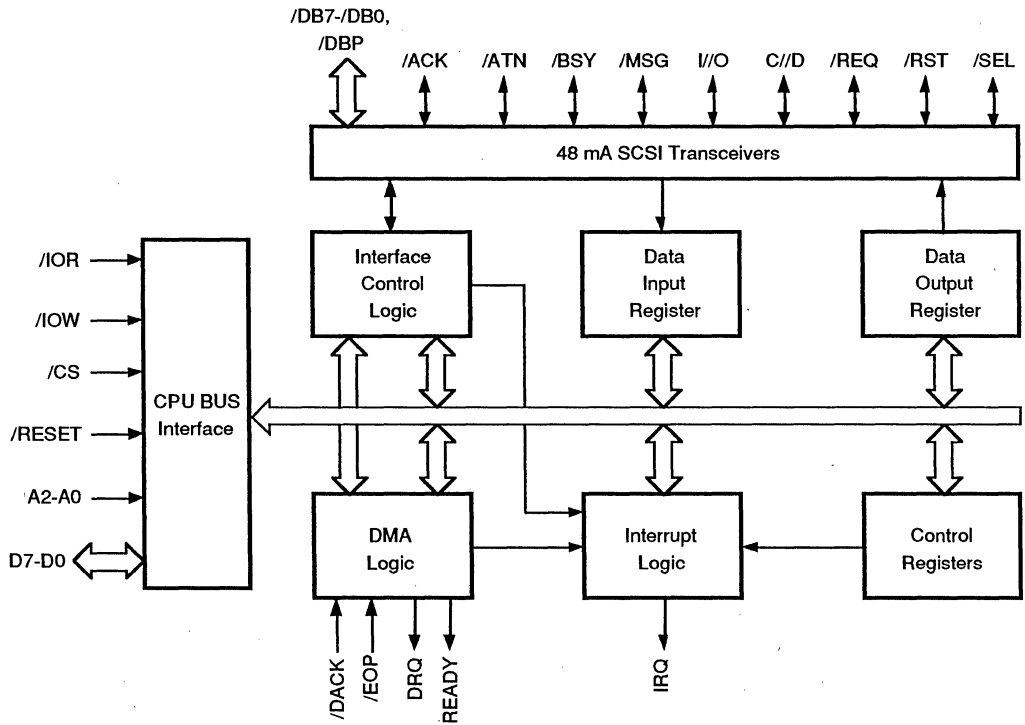 /DB7-/DB0,
/DBP
/ACK
/ATN
/BSY
/MSG
I//O
C//D
/REQ
/RST
/SEL
48 mA SCSI Transceivers
Interface
Control
Logic
Data
Input
Register
Data
Output
Register
/IOR
/IOW
/CS
/RESET
A2-A0
D7-D0
CPU BUS
Interface
DMA
Logic
Interrupt
Logic
Control
Registers
/DACK
/EOP
DRQ
READY
IRQ